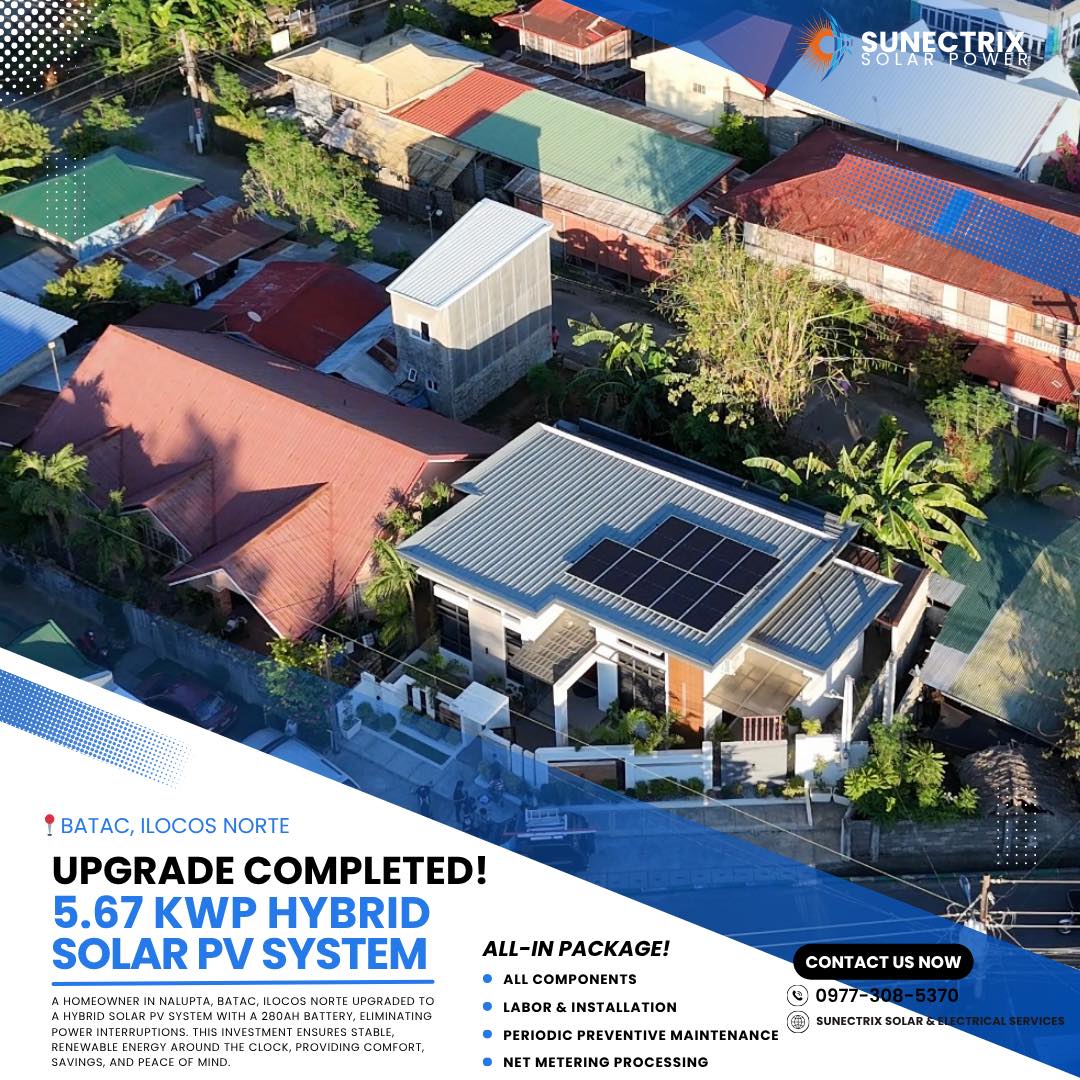 SUNECTRIX
SOLAR POWER
BATAC, ILOCOS NORTE
UPGRADE COMPLETED!
5.67 KWP HYBRID
SOLAR PV SYSTEM
A HOMEOWNER IN NALUPTA, BATAC, ILOCOS NORTE UPGRADED TO
A HYBRID SOLAR PV SYSTEM WITH A 280AH BATTERY, ELIMINATING
POWER INTERRUPTIONS. THIS INVESTMENT ENSURES STABLE,
RENEWABLE ENERGY AROUND THE CLOCK, PROVIDING COMFORT,
SAVINGS, AND PEACE OF MIND.
ALL-IN PACKAGE!
ALL COMPONENTS
LABOR & INSTALLATION
PERIODIC PREVENTIVE MAINTENANCE
NET METERING PROCESSING
CONTACT US NOW
0977-308-5370
SUNECTRIX SOLAR & ELECTRICAL SERVICES